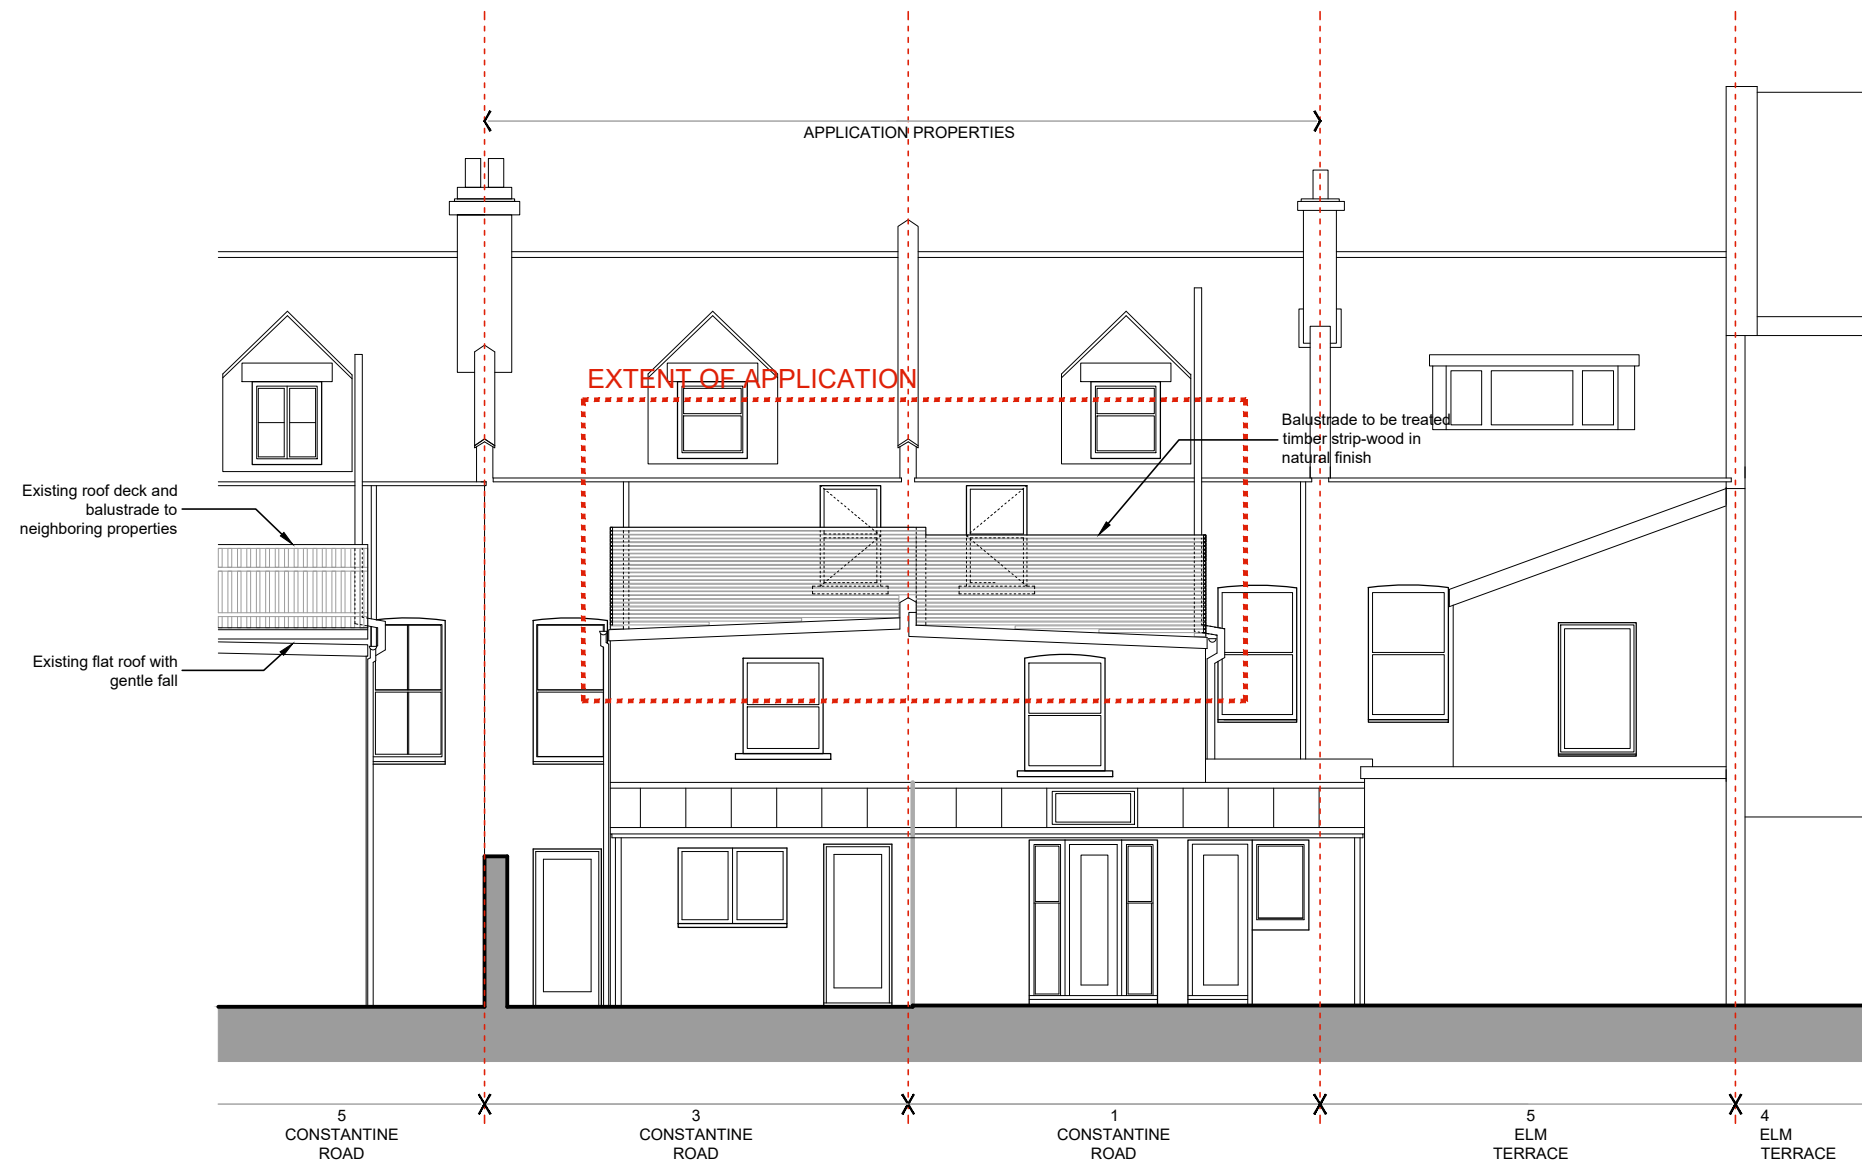 APPLICATION PROPERTIES
EXTENT OF APPLICATION
Balustrade to be treated
timber strip-wood in
natural finish
Existing roof deck and
balustrade to
neighboring properties
Existing flat roof with
gentle fall
5
CONSTANTINE
ROAD
3
CONSTANTINE
ROAD
1
CONSTANTINE
ROAD
5
ELM
TERRACE
4
ELM
TERRACE